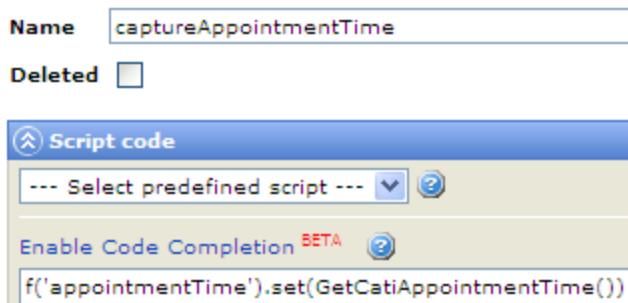 Name captureAppointmentTime
Deleted
Script code
--- Select predefined script ---
Enable Code Completion BETA
f('appointmentTime').set(GetCatiAppointmentTime())